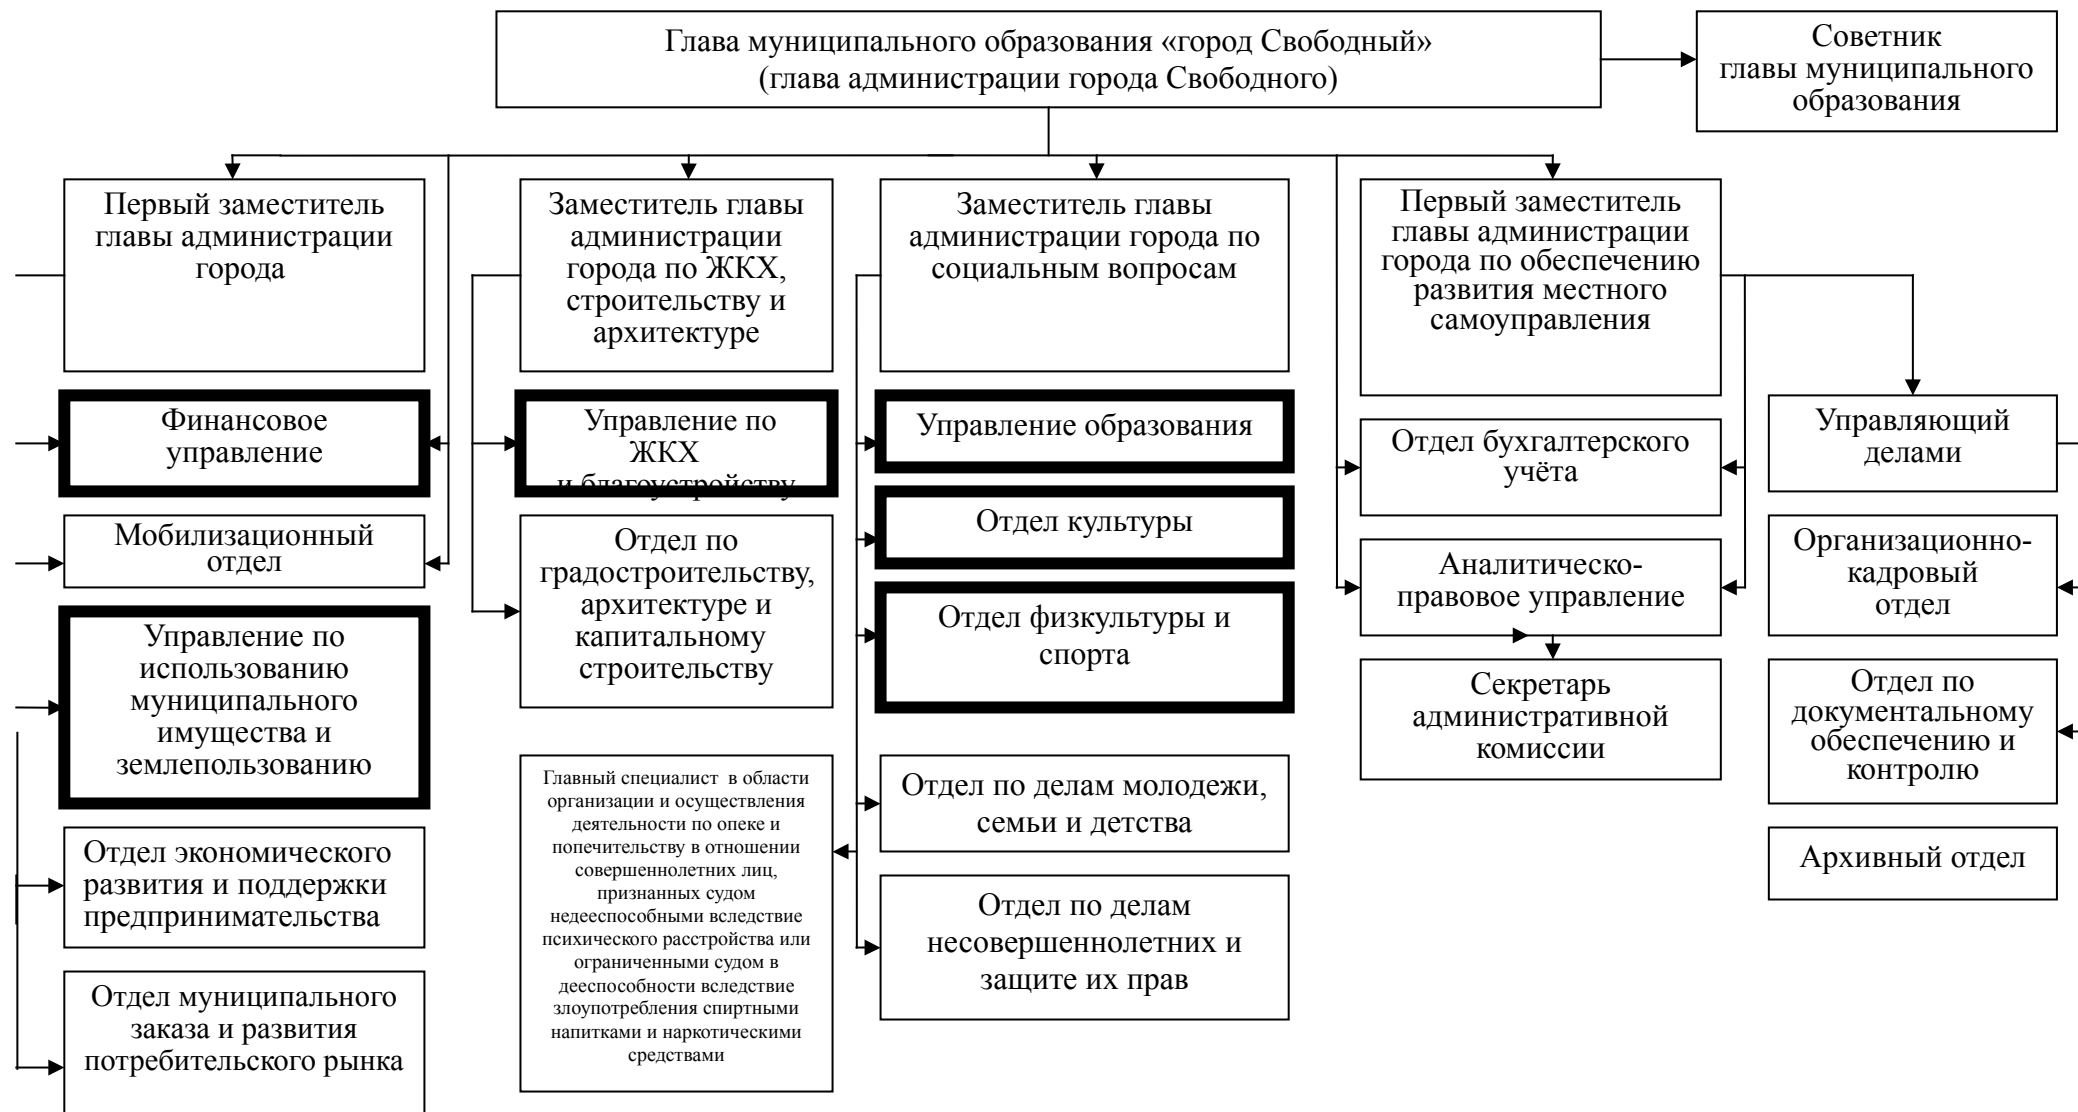 Глава муниципального образования «город Свободный»
(глава администрации города Свободного)
Советник
главы муниципального
образования
Первый заместитель
главы администрации
города
Заместитель главы
администрации
города по ЖКХ,
строительству и
архитектуре
Заместитель главы
администрации города по
социальным вопросам
Первый заместитель
главы администрации
города по обеспечению
развития местного
самоуправления
Финансовое
управление
Управление по
ЖКХ
и благоустройству
Управление образования
Отдел бухгалтерского
учёта
Управляющий
делами
Мобилизационный
отдел
Отдел по
градостроительству,
архитектуре и
капитальному
строительству
Отдел культуры
Аналитическо-
правовое управление
Организационно-
кадровый
отдел
Управление по
использованию
муниципального
имущества и
землепользованию
Отдел физкультуры и
спорта
Секретарь
административной
комиссии
Отдел по
документальному
обеспечению и
контролю
Главный специалист в области
организации и осуществления
деятельности по опеке и
попечительству в отношении
совершеннолетних лиц,
признанных судом
недееспособными вследствие
психического расстройства или
ограниченными судом в
дееспособности вследствие
злоупотребления спиртными
напитками и наркотическими
средствами
Отдел по делам молодежи,
семьи и детства
Отдел экономического
развития и поддержки
предпринимательства
Архивный отдел
Отдел по делам
несовершеннолетних и
защите их прав
Отдел муниципального
заказа и развития
потребительского рынка